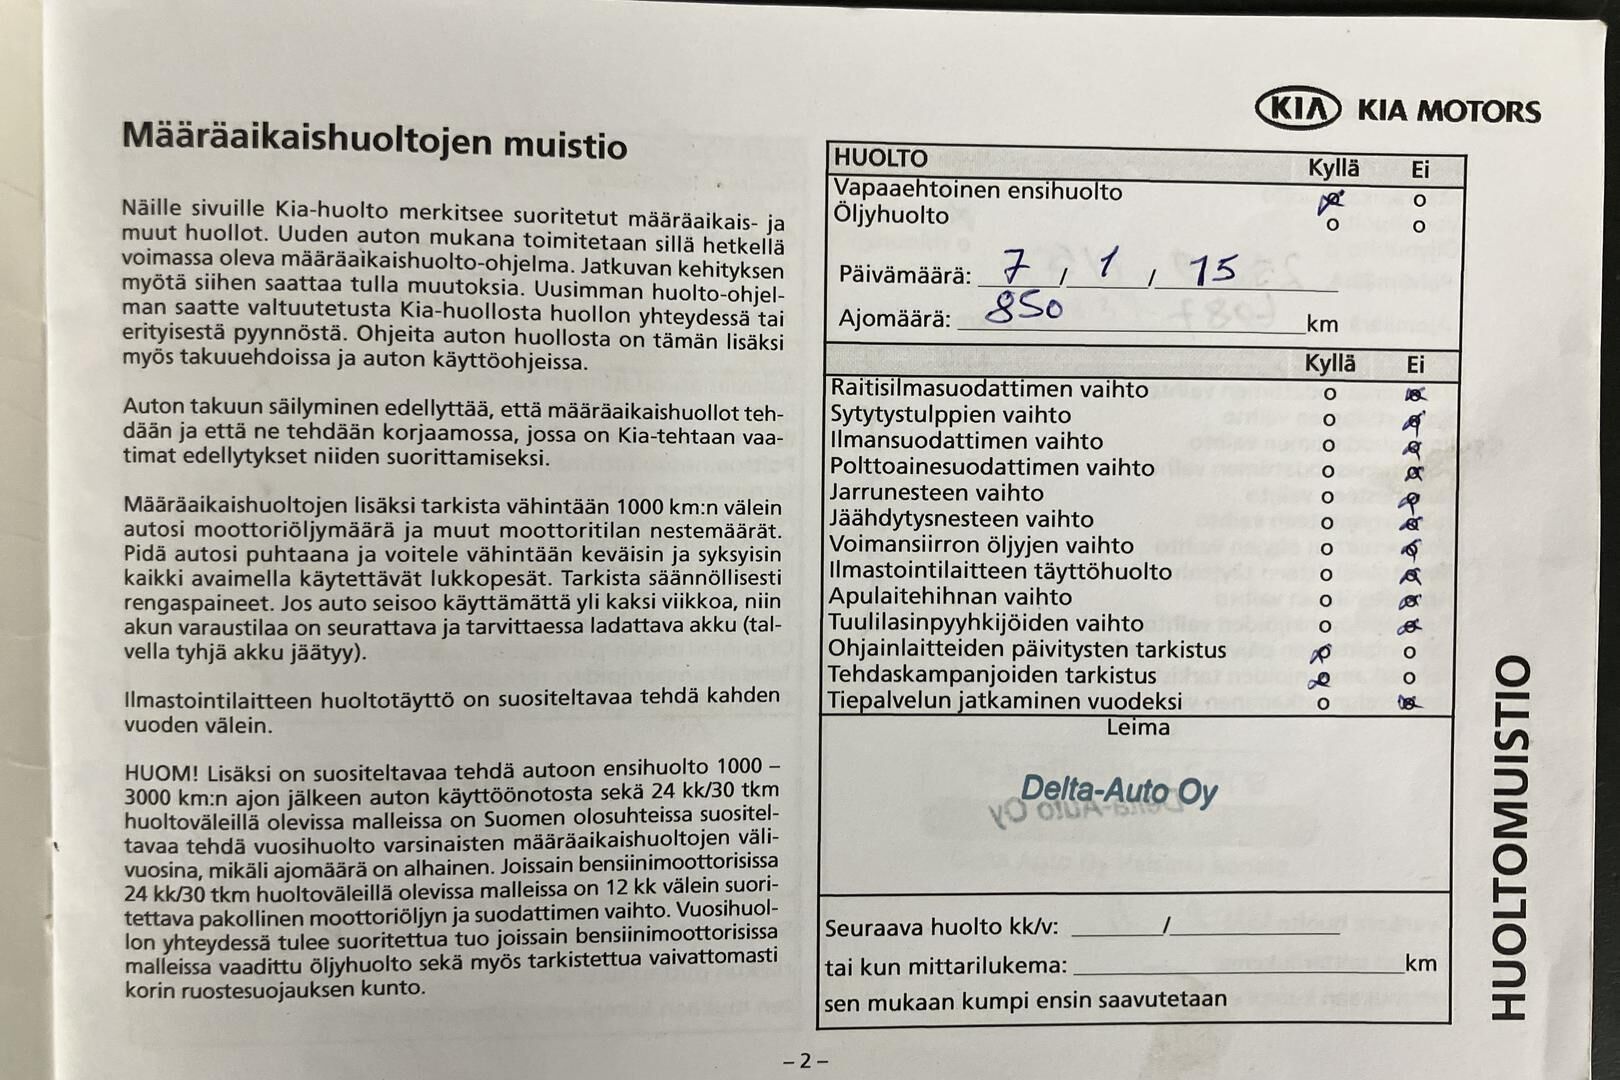 KIA KIA MOTORS
Määräaikaishuoltojen muistio
Näille sivuille Kia-huolto merkitsee suoritetut määräaikais- ja
muut huollot. Uuden auton mukana toimitetaan sillä hetkellä
voimassa oleva määräaikaishuolto-ohjelma. Jatkuvan kehityksen
myötä siihen saattaa tulla muutoksia. Uusimman huolto-ohjel-
man saatte valtuutetusta Kia-huollosta huollon yhteydessä tai
erityisestä pyynnöstä. Ohjeita auton huollosta on tämän lisäksi
myös takuuehdoissa ja auton käyttöohjeissa.
Auton takuun säilyminen edellyttää, että määräaikaishuollot teh-
dään ja että ne tehdään korjaamossa, jossa on Kia-tehtaan vaa-
timat edellytykset niiden suorittamiseksi.
Määräaikaishuoltojen lisäksi tarkista vähintään 1000 km:n välein
autosi moottoriöljymäärä ja muut moottoritilan nestemäärät.
Pidä autosi puhtaana ja voitele vähintään keväisin ja syksyisin
kaikki avaimella käytettävät lukkopesät. Tarkista säännöllisesti
rengaspaineet. Jos auto seisoo käyttämättä yli kaksi viikkoa, niin
akun varaustilaa on seurattava ja tarvittaessa ladattava akku (tal-
vella tyhjä akku jäätyy).
Ilmastointilaitteen huoltotäyttö on suositeltavaa tehdä kahden
vuoden välein.
HUOM! Lisäksi on suositeltavaa tehdä autoon ensihuolto 1000 –
3000 km:n ajon jälkeen auton käyttöönotosta sekä 24 kk/30 tkm
huoltoväleillä olevissa malleissa on Suomen olosuhteissa suositel-
tavaa tehdä vuosihuolto varsinaisten määräaikaishuoltojen väli-
vuosina, mikäli ajomäärä on alhainen. Joissain bensiinimoottorisissa
24 kk/30 tkm huoltoväleillä olevissa malleissa on 12 kk välein suori-
tettava pakollinen moottoriöljyn ja suodattimen vaihto. Vuosihuol-
lon yhteydessä tulee suoritettua tuo joissain bensiinimoottorisissa
malleissa vaadittu öljyhuolto sekä myös tarkistettua vaivattomasti
korin ruostesuojauksen kunto.
HUOLTO Kyllä Ei
Vapaaehtoinen ensihuolto
Öljyhuolto
Päivämäärä: 7 / 1 / 15
Ajomäärä: 850 km
Kyllä Ei
Raitisilmasuodattimen vaihto
Sytytystulppien vaihto
Ilmansuodattimen vaihto
Polttoainesuodattimen vaihto
Jarrunesteen vaihto
Jäähdytysnesteen vaihto
Voimansiirron öljyjen vaihto
Ilmastointilaitteen täyttöhuolto
Apulaitehihnan vaihto
Tuulilasinpyyhkijöiden vaihto
Ohjainlaitteiden päivitysten tarkistus
Tehdaskampanjoiden tarkistus
Tiepalvelun jatkaminen vuodeksi
Leima
Delta-Auto Oy
Seuraava huolto kk/v: /
tai kun mittarilukema: km
sen mukaan kumpi ensin saavutetaan
HUOLTOMUISTIO
– 2 –